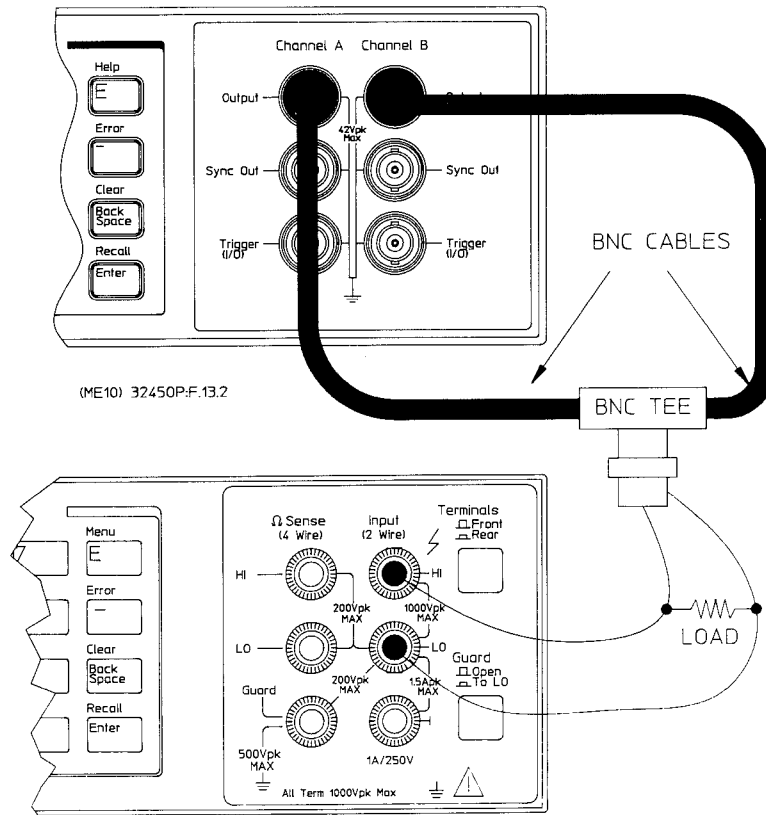 Channel A Channel B
Help
E
Output
42Vpk
Max
Error
-
Sync Out
Sync Out
Clear
Back
Space
Trigger
(I/O)
Trigger
(I/O)
Recall
Enter
BNC CABLES
(ME10) 32450P:F.13.2
BNC TEE
Menu
E
Error
-
Clear
Back
Space
Recall
Enter
Ω Sense
(4 Wire)
Input
(2 Wire)
Terminals
Front
Rear
HI
HI
200Vpk
MAX
1000Vpk
MAX
LO
LO
Guard
Open
To LO
Guard
200Vpk
MAX
1.5Apk
MAX
I
500Vpk
MAX
1A/250V
All Term 1000Vpk Max
LOAD